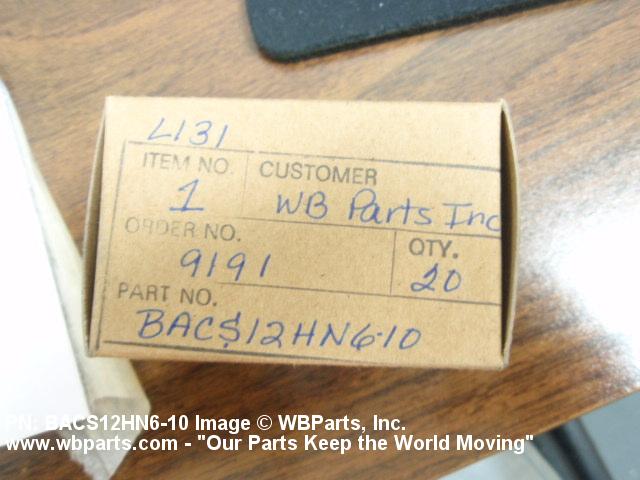 L131
ITEM NO. CUSTOMER
1 WB Parts Inc
ORDER NO. QTY.
9191 20
PART NO.
BACS12HN6-10
PN: BACS12HN6-10 Image © WBParts, Inc.
www.wbparts.com - "Our Parts Keep the World Moving"